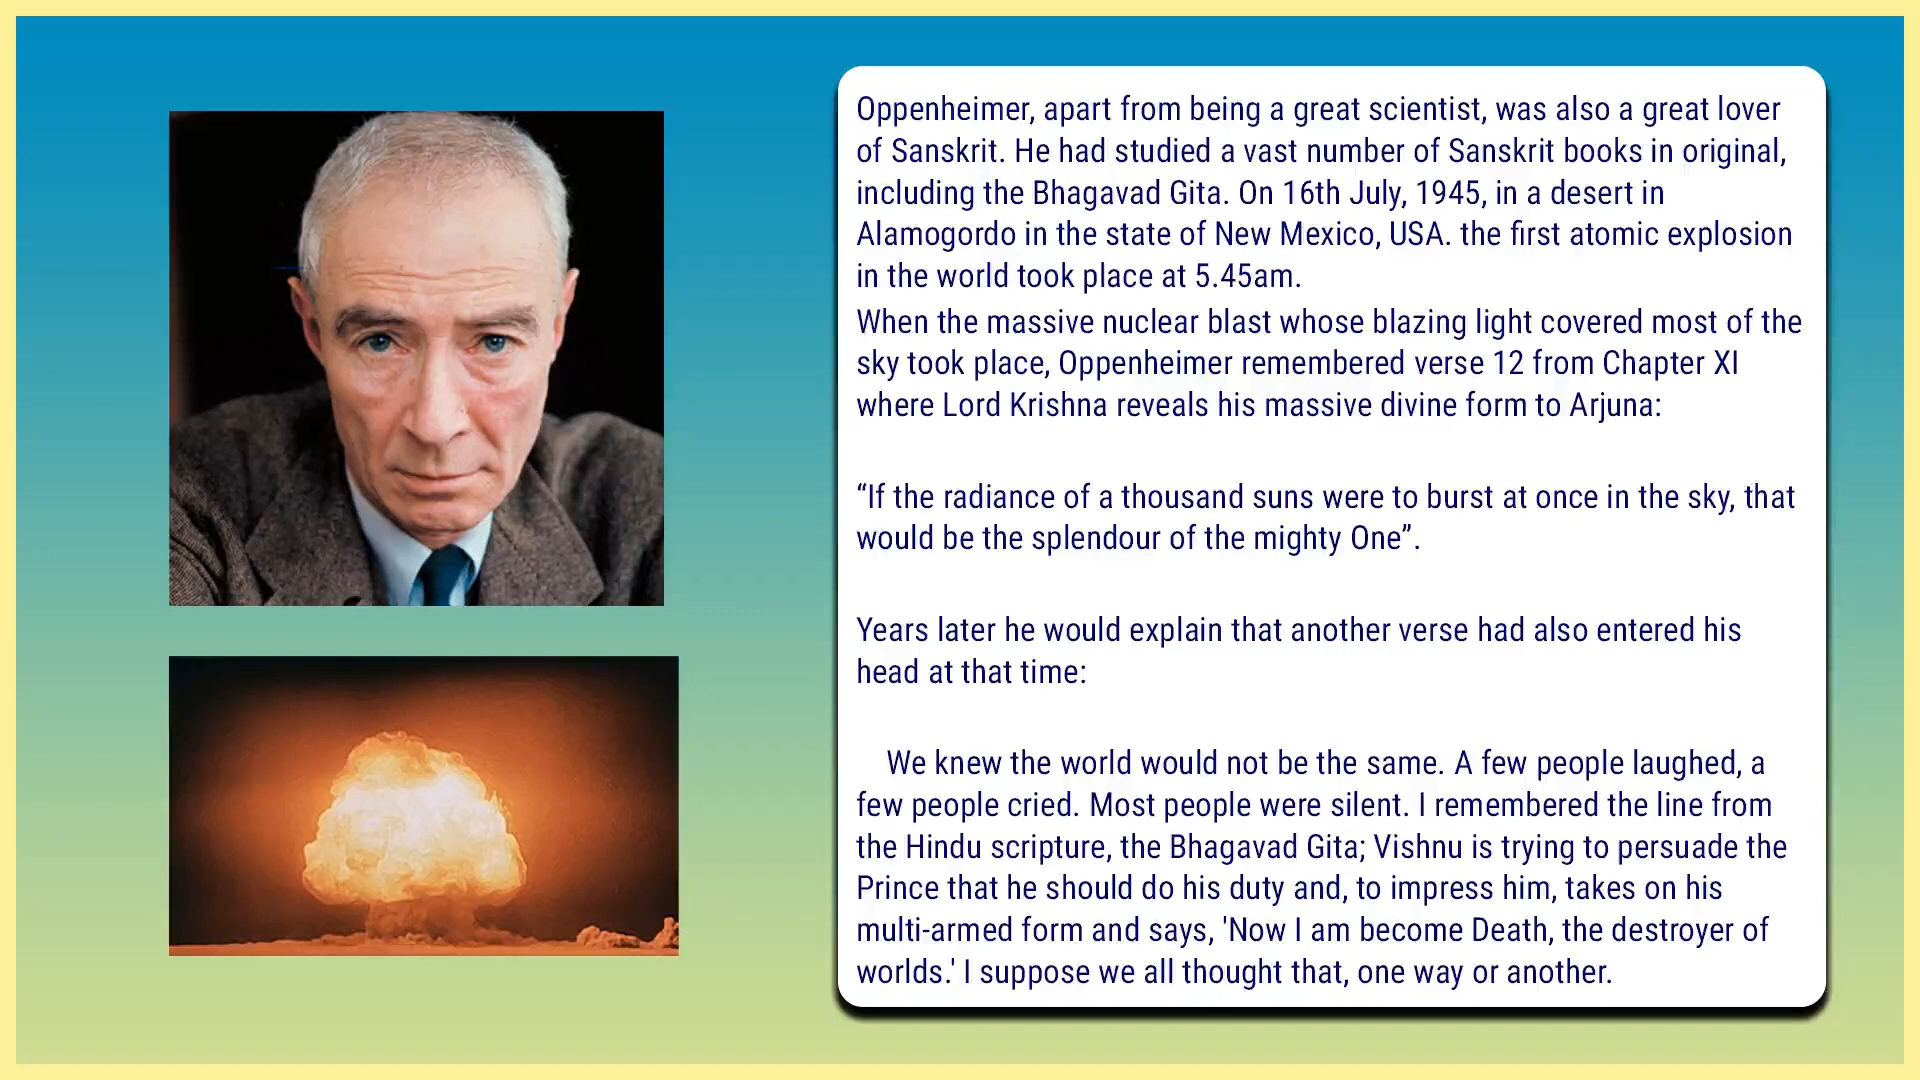 Oppenheimer, apart from being a great scientist, was also a great lover
of Sanskrit. He had studied a vast number of Sanskrit books in original,
including the Bhagavad Gita. On 16th July, 1945, in a desert in
Alamogordo in the state of New Mexico, USA. the first atomic explosion
in the world took place at 5.45am.
When the massive nuclear blast whose blazing light covered most of the
sky took place, Oppenheimer remembered verse 12 from Chapter XI
where Lord Krishna reveals his massive divine form to Arjuna:
“If the radiance of a thousand suns were to burst at once in the sky, that
would be the splendour of the mighty One”.
Years later he would explain that another verse had also entered his
head at that time:
We knew the world would not be the same. A few people laughed, a
few people cried. Most people were silent. I remembered the line from
the Hindu scripture, the Bhagavad Gita; Vishnu is trying to persuade the
Prince that he should do his duty and, to impress him, takes on his
multi-armed form and says, 'Now I am become Death, the destroyer of
worlds.' I suppose we all thought that, one way or another.